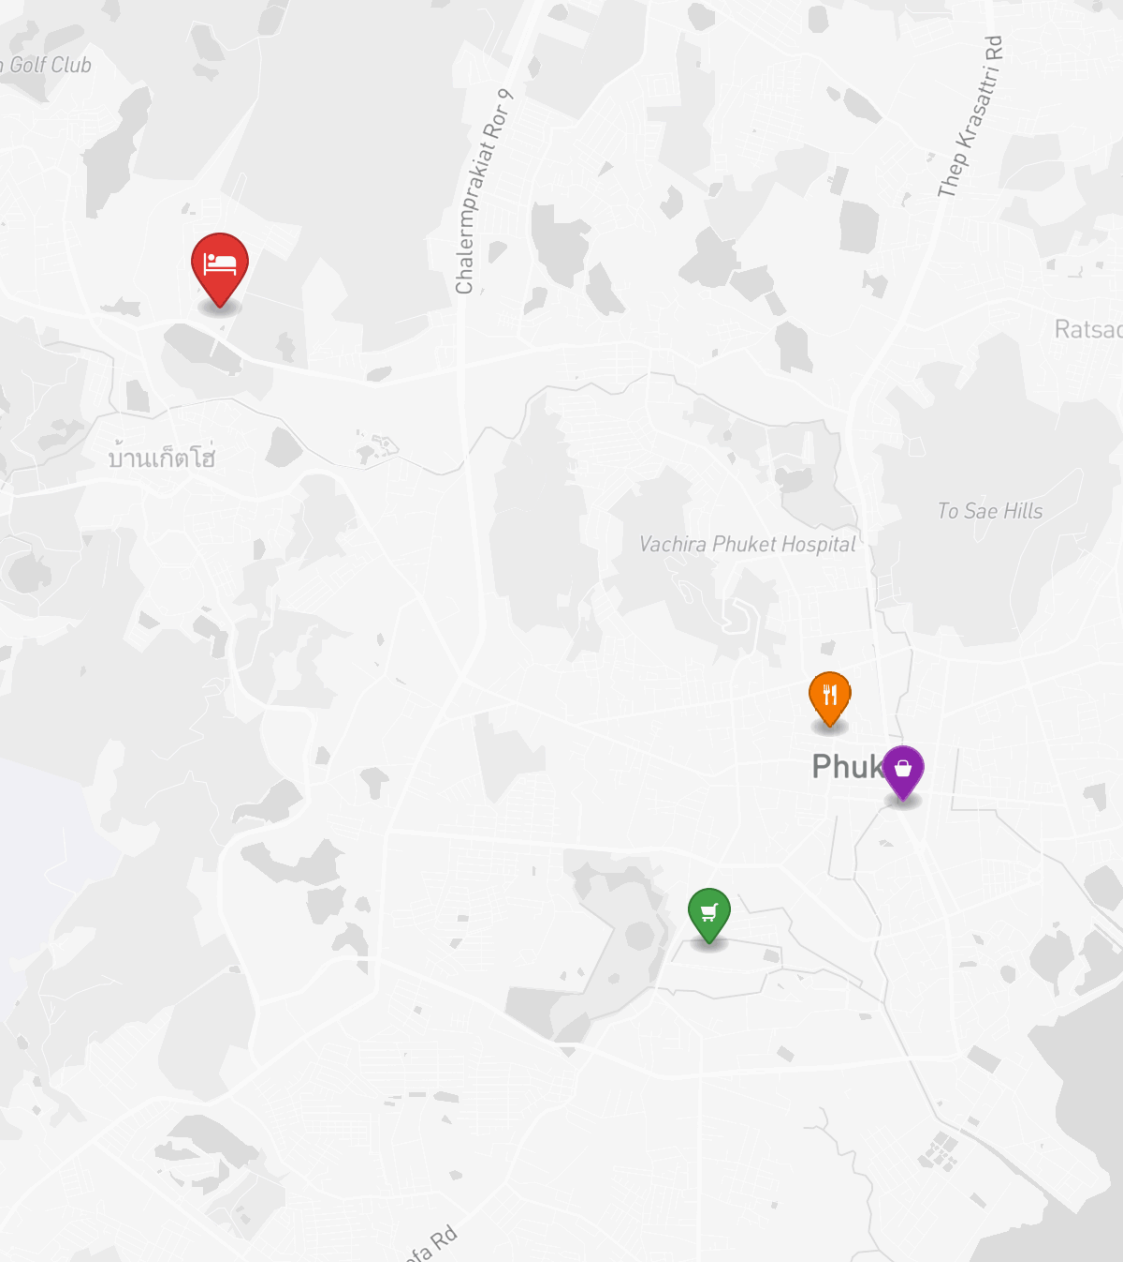 n Golf Club
Chalermprakiat Ror 9
Thep Krasattri Rd
Ratsad
บ้านเก็ตโฮ่
To Sae Hills
Vachira Phuket Hospital
Phuk
efa Rd